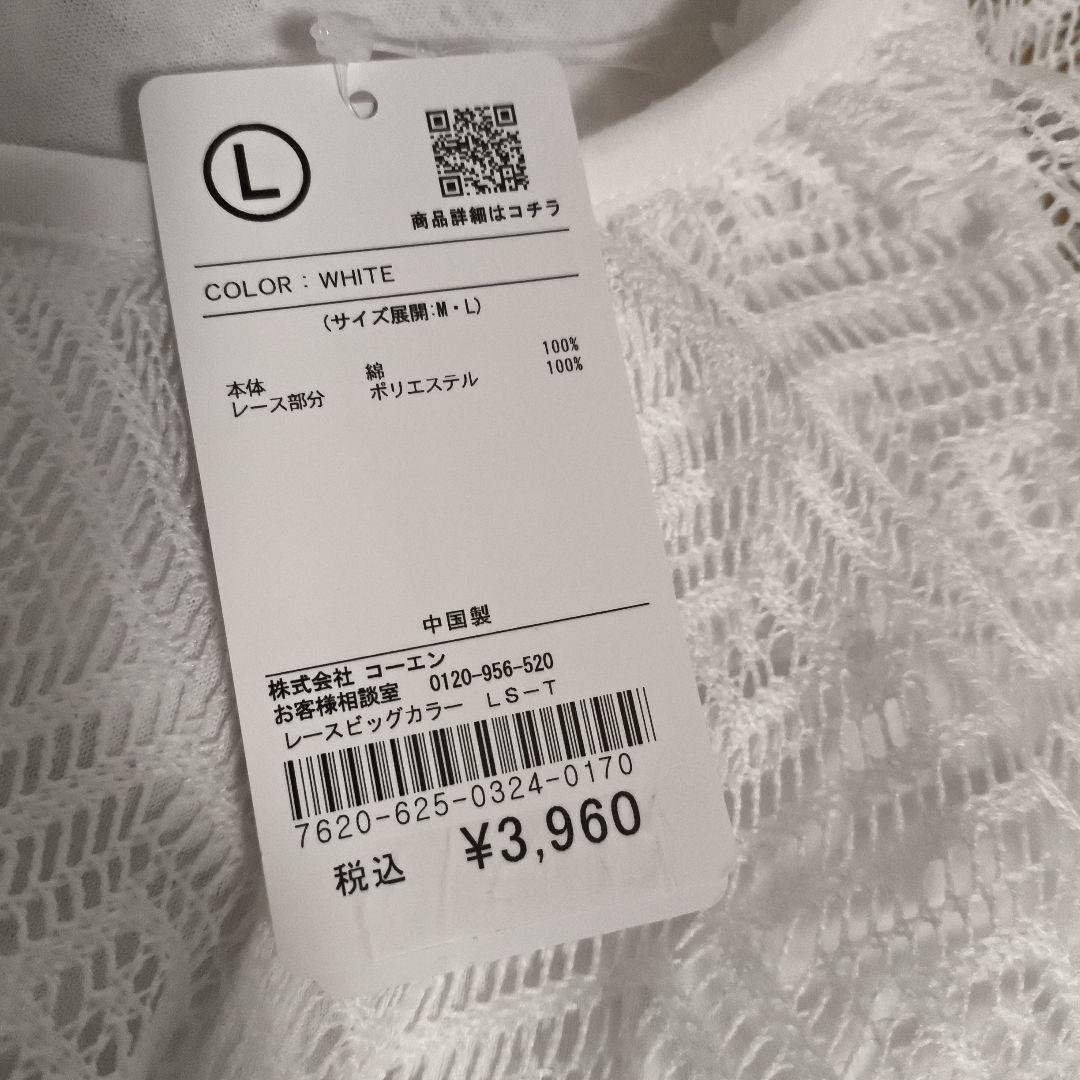 L
商品詳細はコチラ
COLOR：WHITE
(サイズ展開:M・L)
本体 綿 100%
レース部分 ポリエステル 100%
中国製
株式会社 コーエン
お客様相談室 0120-956-520
レースビッグカラー LS-T
7620-625-0324-0170
税込 ¥3,960